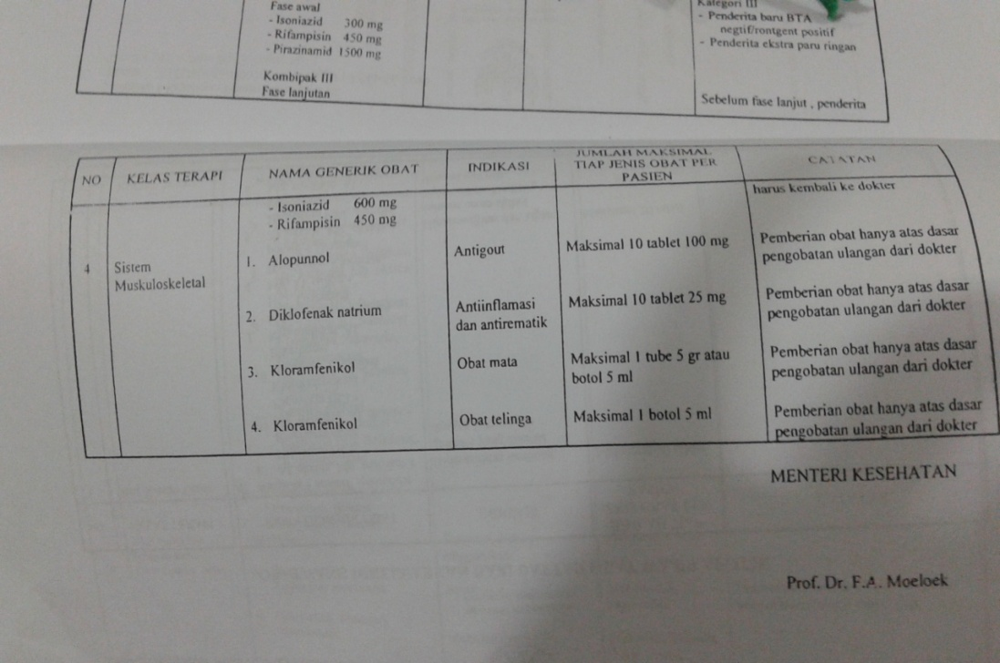 Fase awal
- Isoniazid 300 mg
- Rifampisin 450 mg
- Pirazinamid 1500 mg
Kombipak III
Fase lanjutan
Kategori III
- Penderita baru BTA
negtif/rontgent positif
- Penderita ekstra paru ringan
Sebelum fase lanjut , penderita
NO
KELAS TERAPI
NAMA GENERIK OBAT
INDIKASI
JUMLAH MAKSIMAL
TIAP JENIS OBAT PER
PASIEN
CATATAN
- Isoniazid 600 mg
- Rifampisin 450 mg
harus kembali ke dokter
4
Sistem
Muskuloskeletal
1. Alopunnol
Antigout
Maksimal 10 tablet 100 mg
Pemberian obat hanya atas dasar
pengobatan ulangan dari dokter
2. Diklofenak natrium
Antiinflamasi
dan antirematik
Maksimal 10 tablet 25 mg
Pemberian obat hanya atas dasar
pengobatan ulangan dari dokter
3. Kloramfenikol
Obat mata
Maksimal 1 tube 5 gr atau
botol 5 ml
Pemberian obat hanya atas dasar
pengobatan ulangan dari dokter
4. Kloramfenikol
Obat telinga
Maksimal 1 botol 5 ml
Pemberian obat hanya atas dasar
pengobatan ulangan dari dokter
MENTERI KESEHATAN
Prof. Dr. F.A. Moeloek